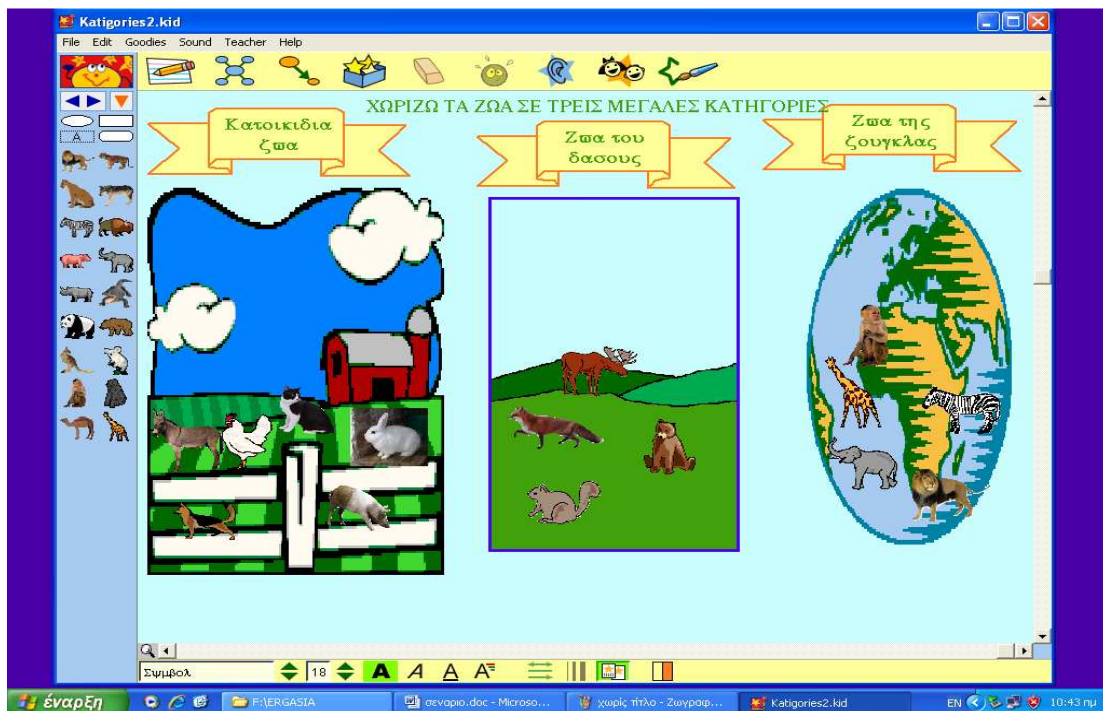 Katigories2.kid
File Edit Goodies Sound Teacher Help
ΧΩΡΙΖΩ ΤΑ ΖΩΑ ΣΕ ΤΡΕΙΣ ΜΕΓΑΛΕΣ ΚΑΤΗΓΟΡΙΕΣ
Κατοικιδια
ζωα
Ζωα του
δασους
Ζωα της
ζουγκλας
A
Σψμβολ 18 A A A A
έναρξη F:\ERGASIA σεναριο.doc - Microso... χωρίς τίτλο - Ζωγραφ... Katigories2.kid EN 10:43 πμ